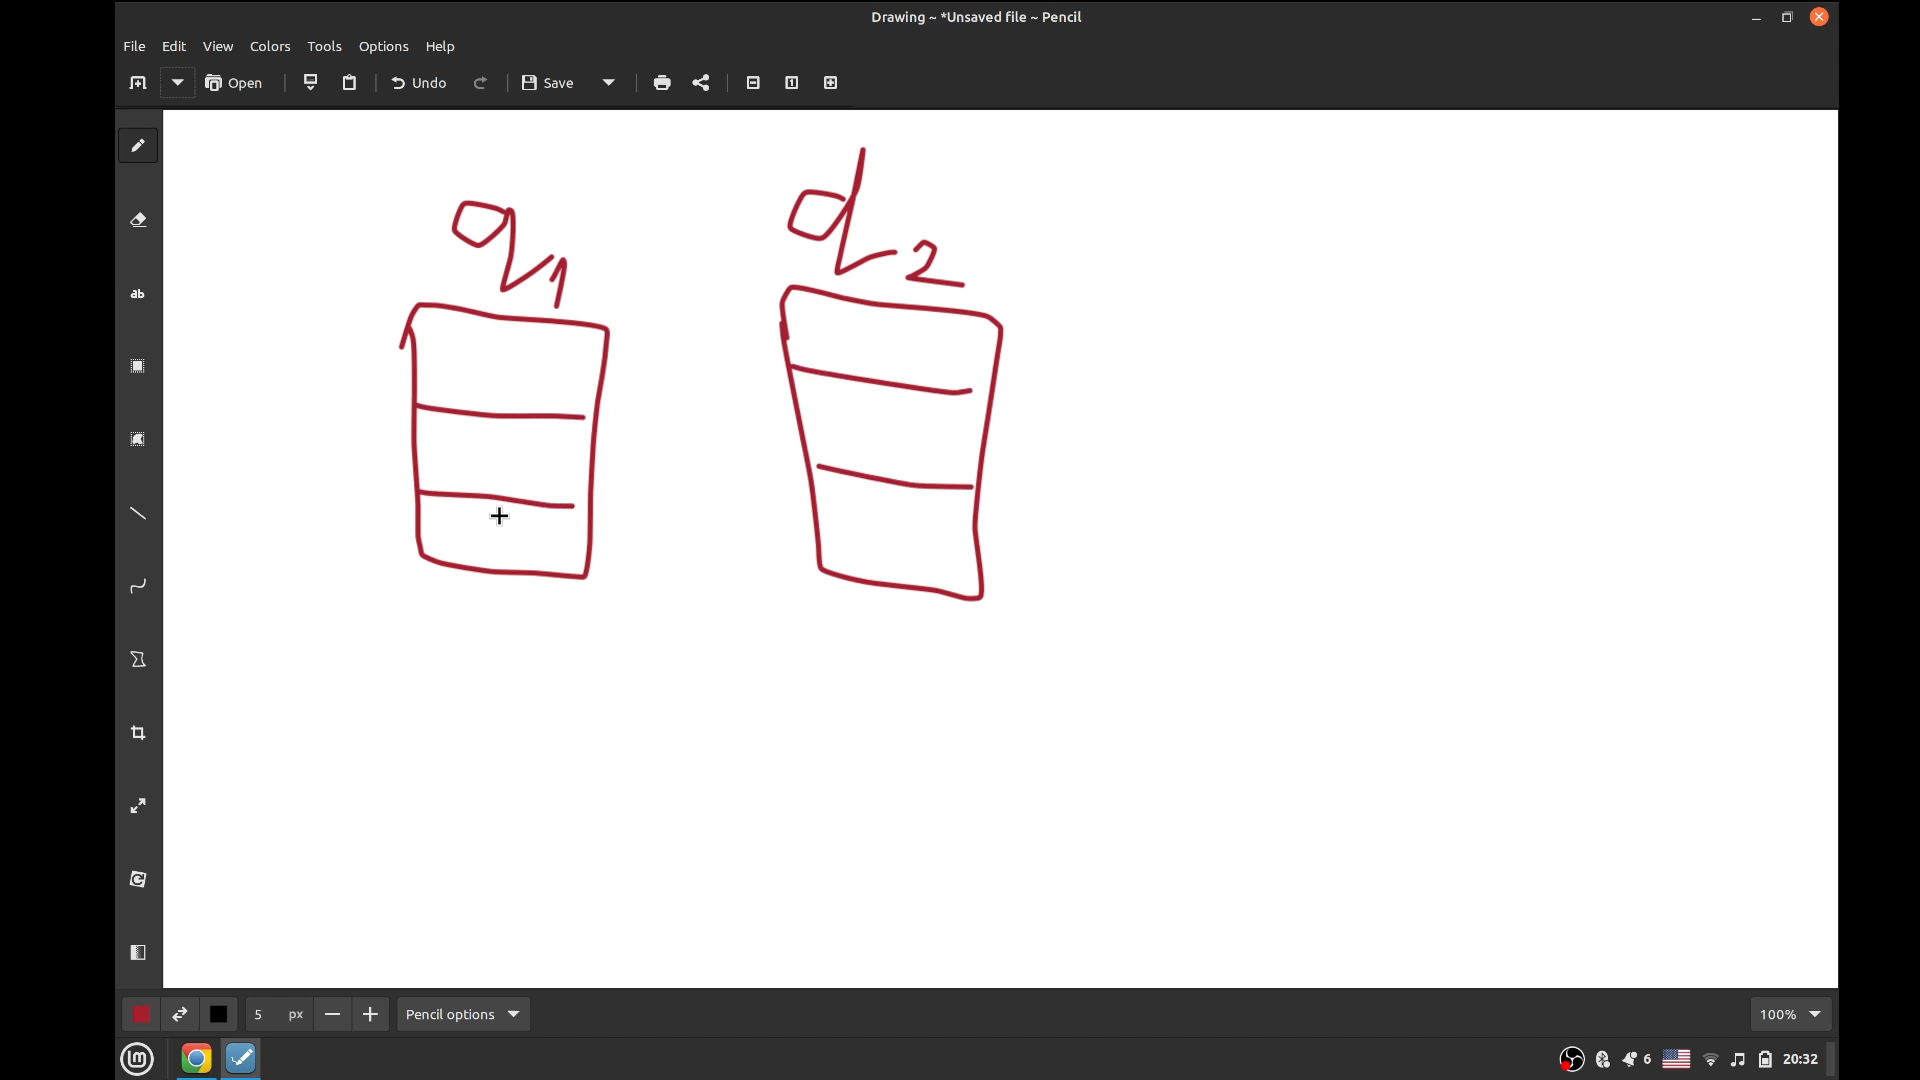 Drawing ~ *Unsaved file ~ Pencil
File Edit View Colors Tools Options Help
Open Undo Save
ab
5 px Pencil options 100%
6 20:32